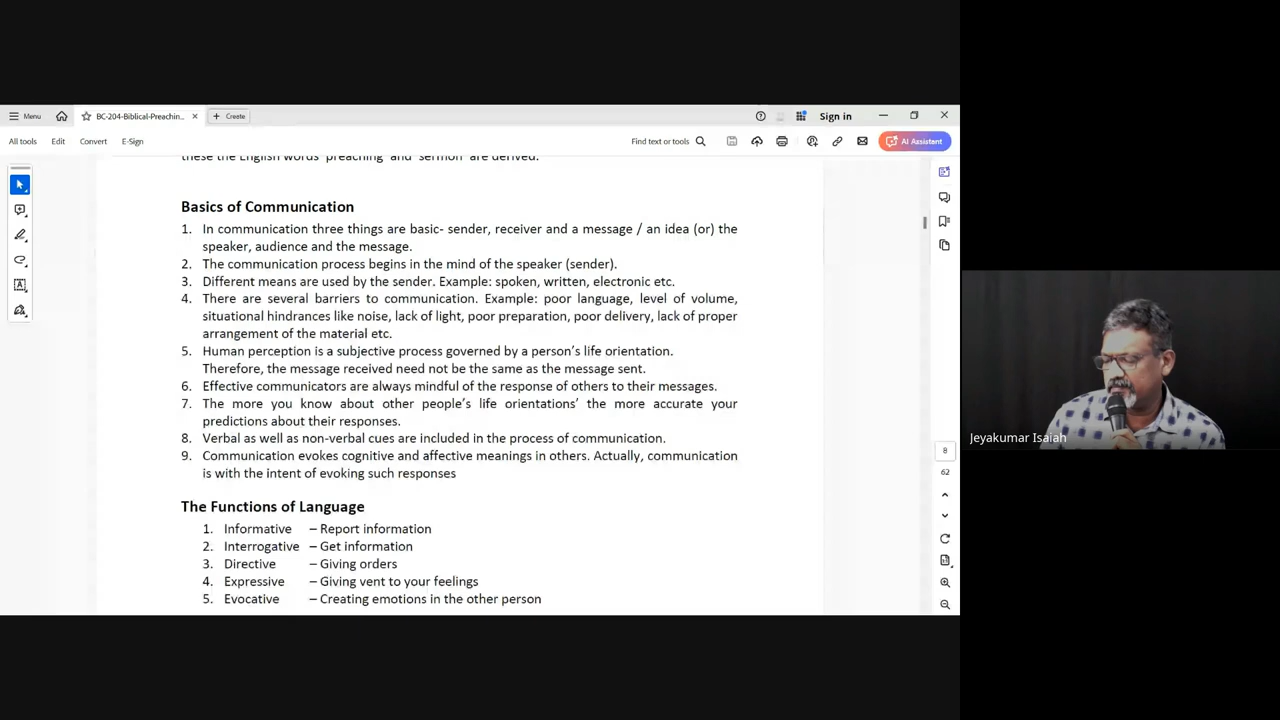 Menu
BC-204-Biblical-Preachin...
Create
Sign in
All tools
Edit
Convert
E-Sign
Find text or tools
AI Assistant
these the English words 'preaching' and 'sermon' are derived.
Basics of Communication
1. In communication three things are basic- sender, receiver and a message / an idea (or) the
speaker, audience and the message.
2. The communication process begins in the mind of the speaker (sender).
3. Different means are used by the sender. Example: spoken, written, electronic etc.
4. There are several barriers to communication. Example: poor language, level of volume,
situational hindrances like noise, lack of light, poor preparation, poor delivery, lack of proper
arrangement of the material etc.
5. Human perception is a subjective process governed by a person's life orientation.
Therefore, the message received need not be the same as the message sent.
6. Effective communicators are always mindful of the response of others to their messages.
7. The more you know about other people's life orientations' the more accurate your
predictions about their responses.
8. Verbal as well as non-verbal cues are included in the process of communication.
9. Communication evokes cognitive and affective meanings in others. Actually, communication
is with the intent of evoking such responses
The Functions of Language
1. Informative – Report information
2. Interrogative – Get information
3. Directive – Giving orders
4. Expressive – Giving vent to your feelings
5. Evocative – Creating emotions in the other person
8
62
Jeyakumar Isaiah